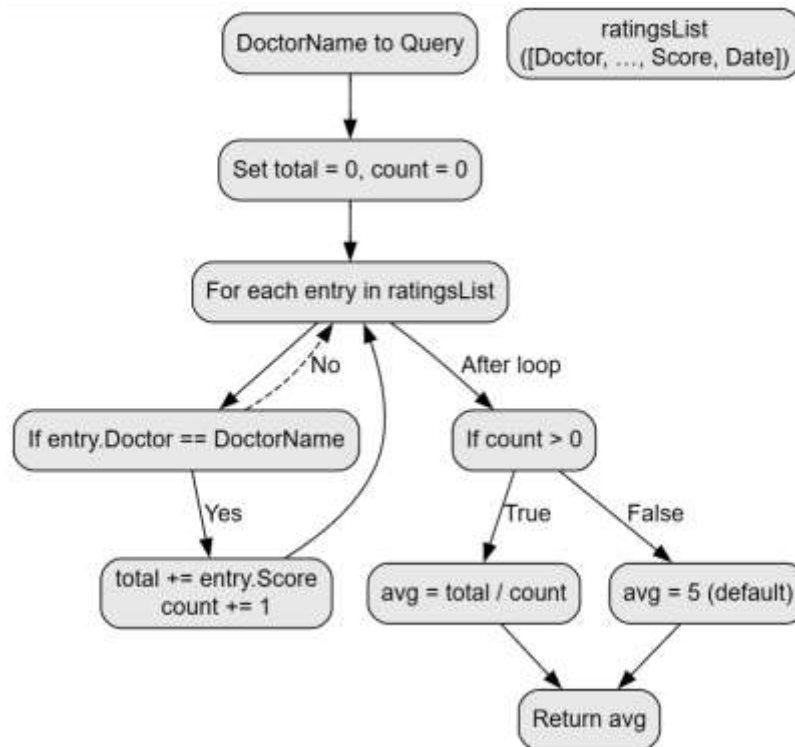 DoctorName to Query
ratingsList
([Doctor, ..., Score, Date])
Set total = 0, count = 0
For each entry in ratingsList
No
After loop
If entry.Doctor == DoctorName
If count > 0
Yes
True
False
total += entry.Score
count += 1
avg = total / count
avg = 5 (default)
Return avg